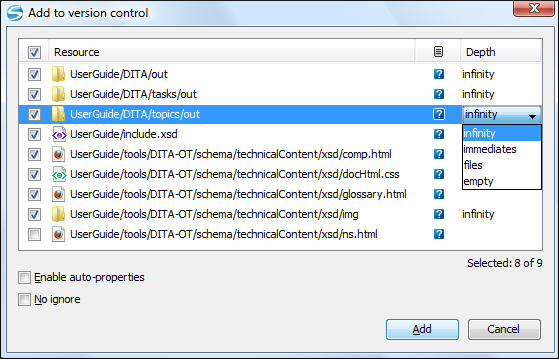 Add to version control
Resource Depth
UserGuide/DITA/out infinity
UserGuide/DITA/tasks/out infinity
UserGuide/DITA/topics/out infinity
UserGuide/include.xsd infinity
UserGuide/tools/DITA-OT/schema/technicalContent/xsd/comp.html immediates
UserGuide/tools/DITA-OT/schema/technicalContent/xsd/docHtml.css files
UserGuide/tools/DITA-OT/schema/technicalContent/xsd/glossary.html empty
UserGuide/tools/DITA-OT/schema/technicalContent/xsd/img infinity
UserGuide/tools/DITA-OT/schema/technicalContent/xsd/ns.html
Selected: 8 of 9
Enable auto-properties
No ignore
Add Cancel